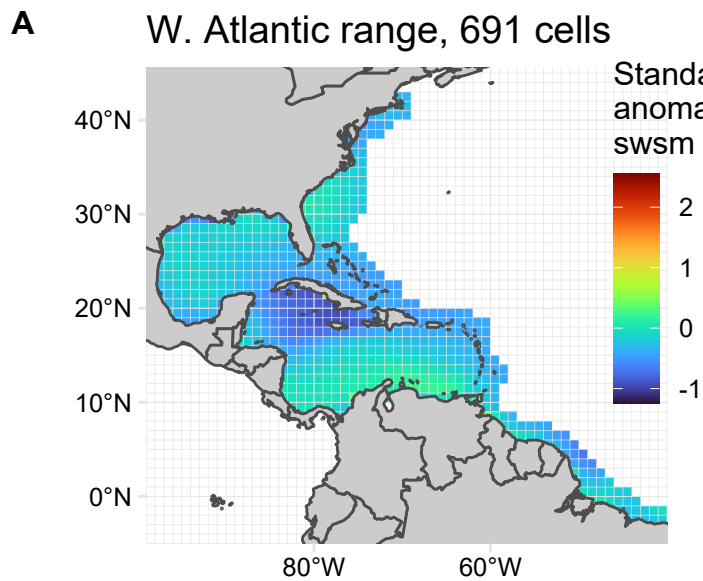 A
W. Atlantic range, 691 cells
Standa
anoma
swsm
2
1
0
-1
40°N
30°N
20°N
10°N
0°N
80°W
60°W